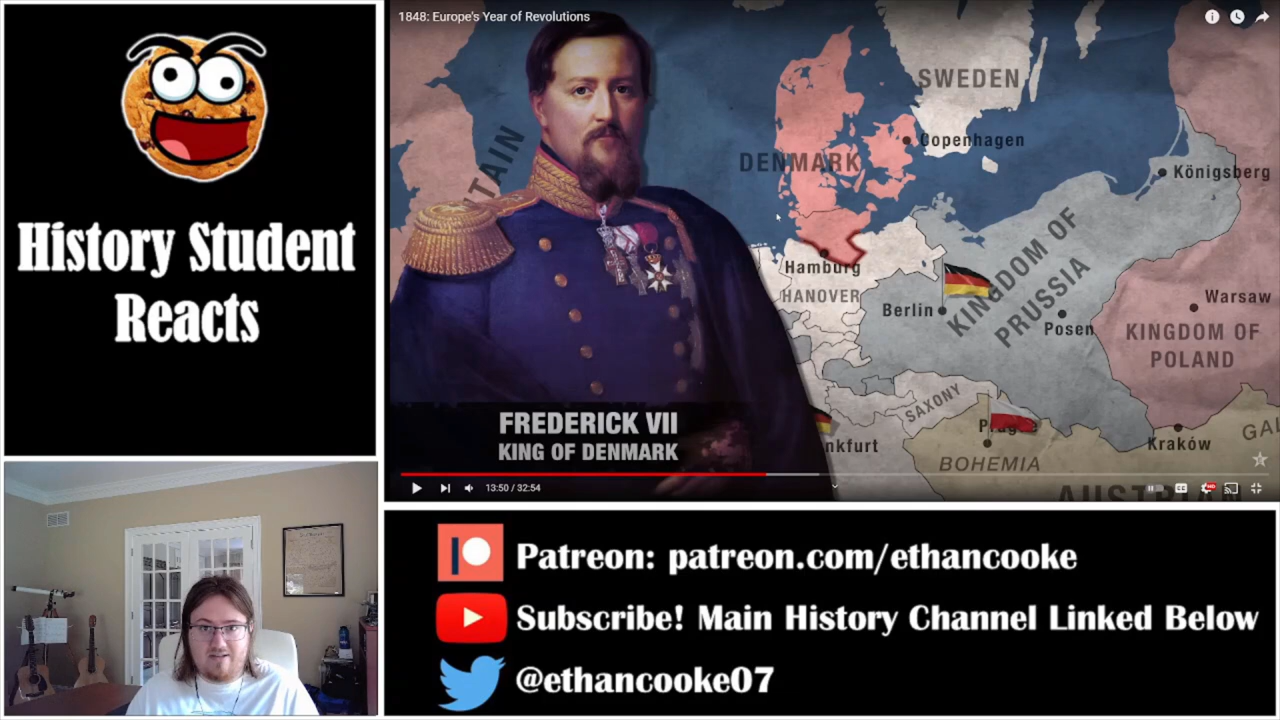 History Student
Reacts
1848: Europe's Year of Revolutions
SWEDEN
Copenhagen
DENMARK
Königsberg
Hamburg
HANOVER
Berlin
KINGDOM OF
PRUSSIA
Posen
Warsaw
KINGDOM OF
POLAND
SAXONY
Kraków
BOHEMIA
FREDERICK VII
KING OF DENMARK
13:50 / 32:54
Patreon: patreon.com/ethancooke
Subscribe! Main History Channel Linked Below
@ethancooke07